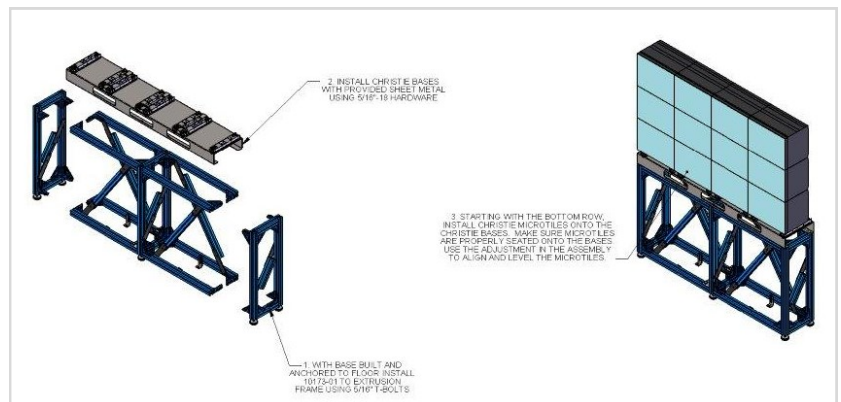 2. INSTALL CHRISTIE BASES
WITH PROVIDED SHEET METAL
USING 5/16"-18 HARDWARE
3. STARTING WITH THE BOTTOM ROW,
INSTALL CHRISTIE MICROTILES ONTO THE
CHRISTIE BASES. MAKE SURE MICROTILES
ARE PROPERLY SEATED ONTO THE BASES.
USE THE ADJUSTMENT IN THE ASSEMBLY
TO ALIGN AND LEVEL THE MICROTILES.
1. WITH BASE BUILT AND
ANCHORED TO FLOOR INSTALL
10173-01 TO EXTRUSION
FRAME USING 5/16" T-BOLTS